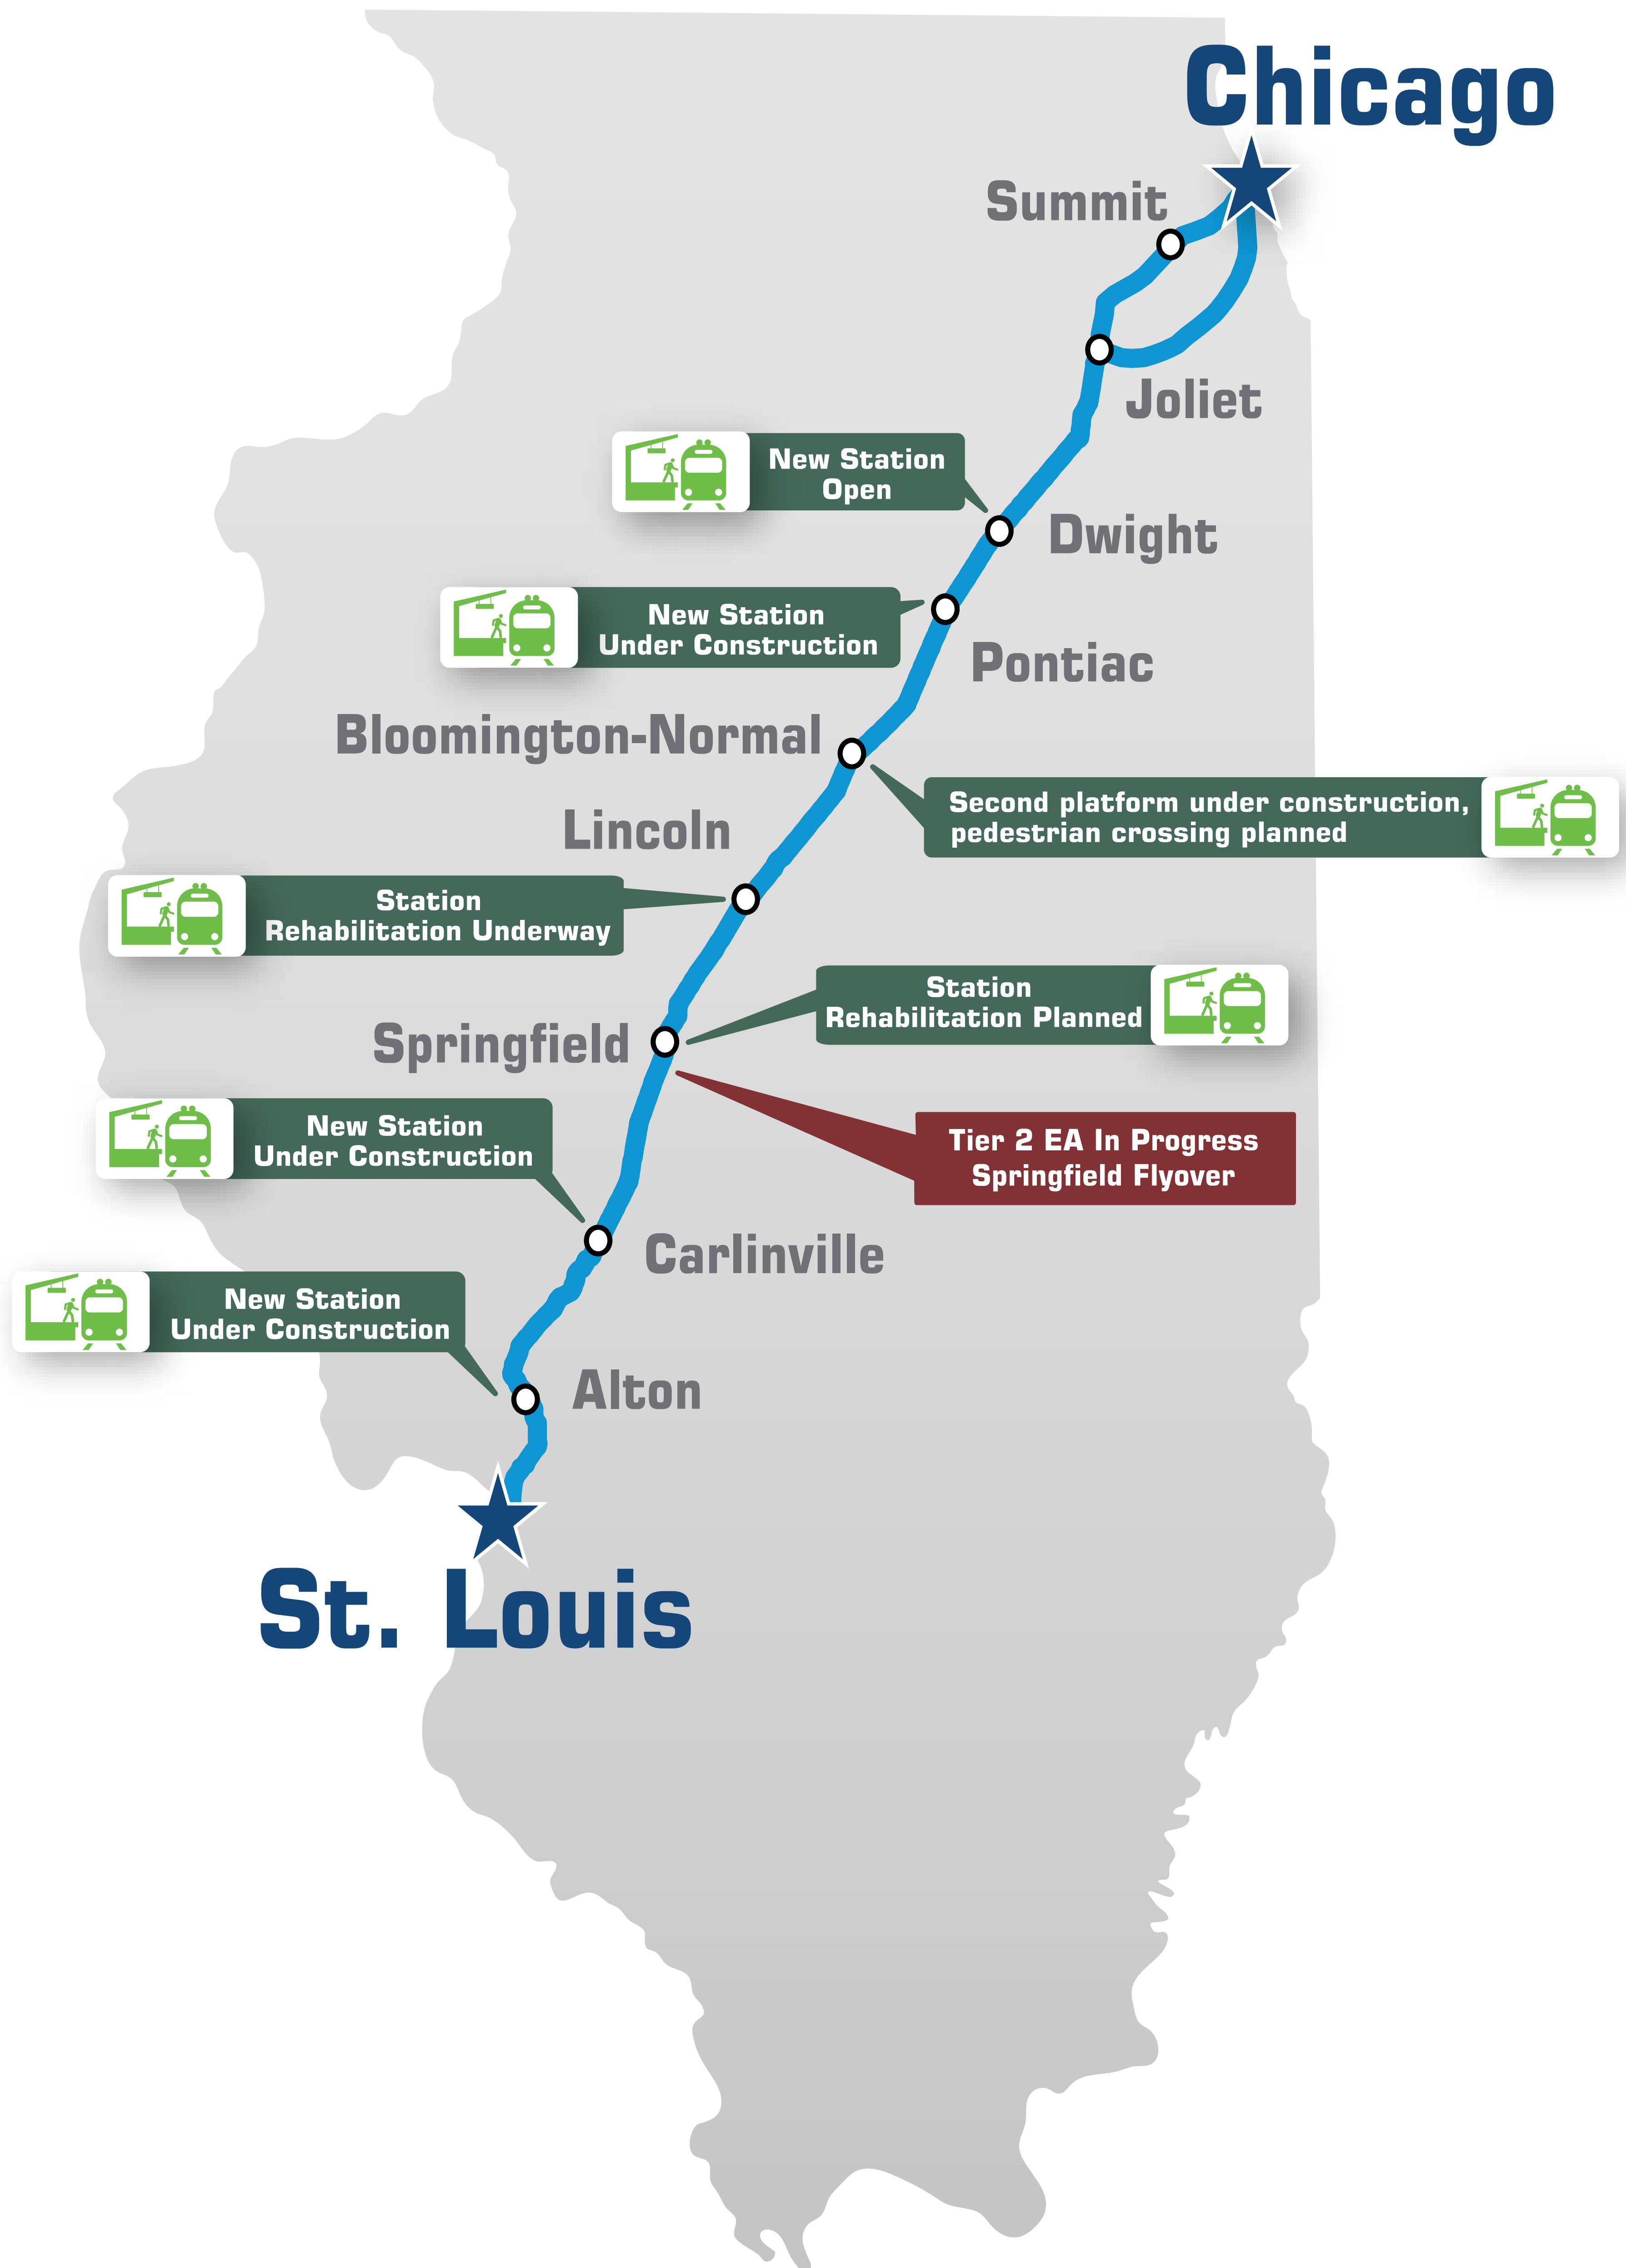 Chicago
Summit
Joliet
New Station
Open
Dwight
New Station
Under Construction
Pontiac
Bloomington-Normal
Second platform under construction,
pedestrian crossing planned
Lincoln
Station
Rehabilitation Underway
Station
Rehabilitation Planned
Springfield
New Station
Under Construction
Tier 2 EA In Progress
Springfield Flyover
Carlinville
New Station
Under Construction
Alton
St. Louis